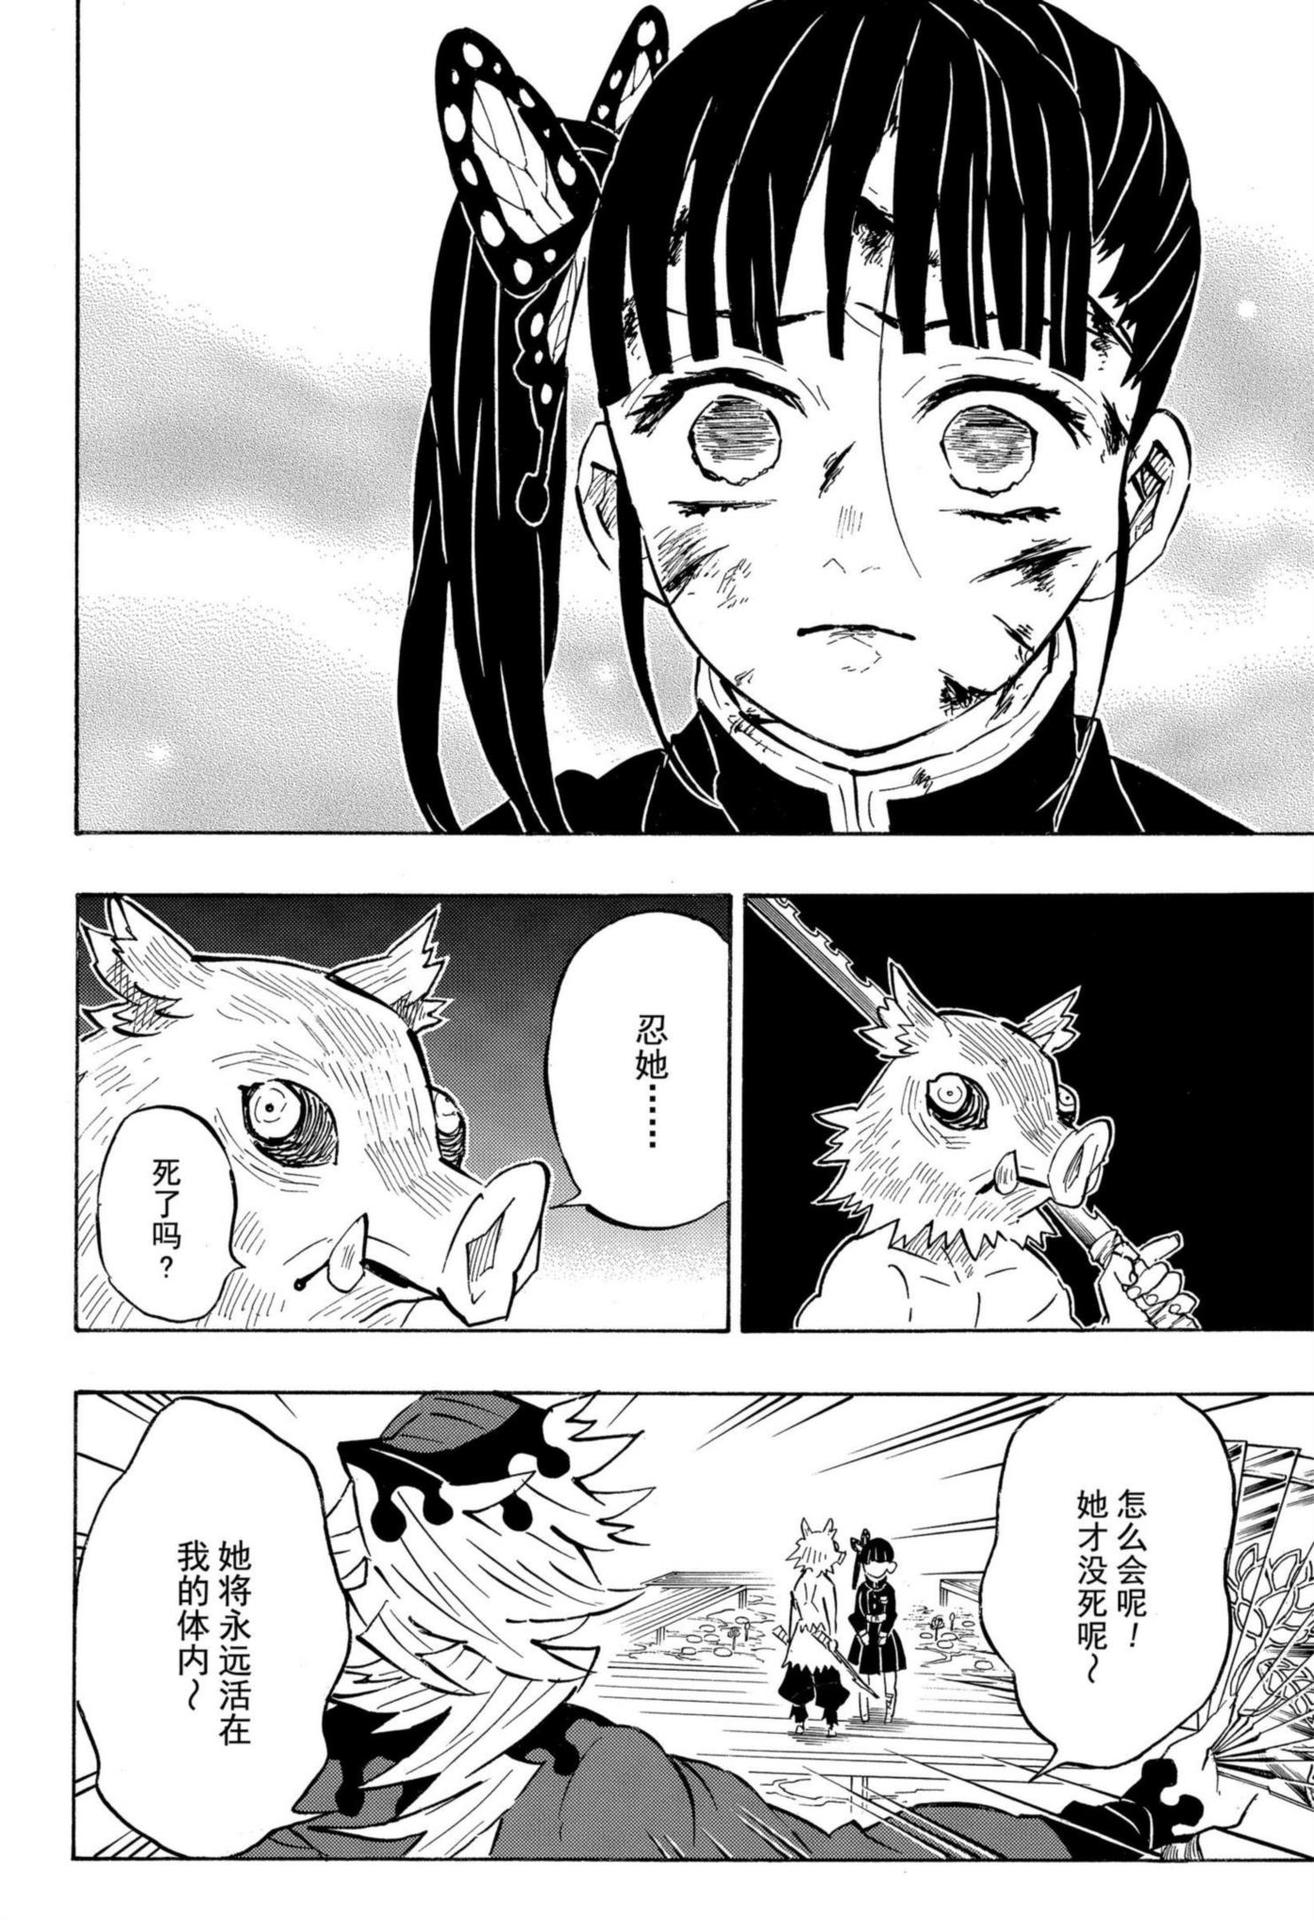 忍她……
死了吗？
怎么会呢！
她才没死呢～
她将永远活在
我的体内～